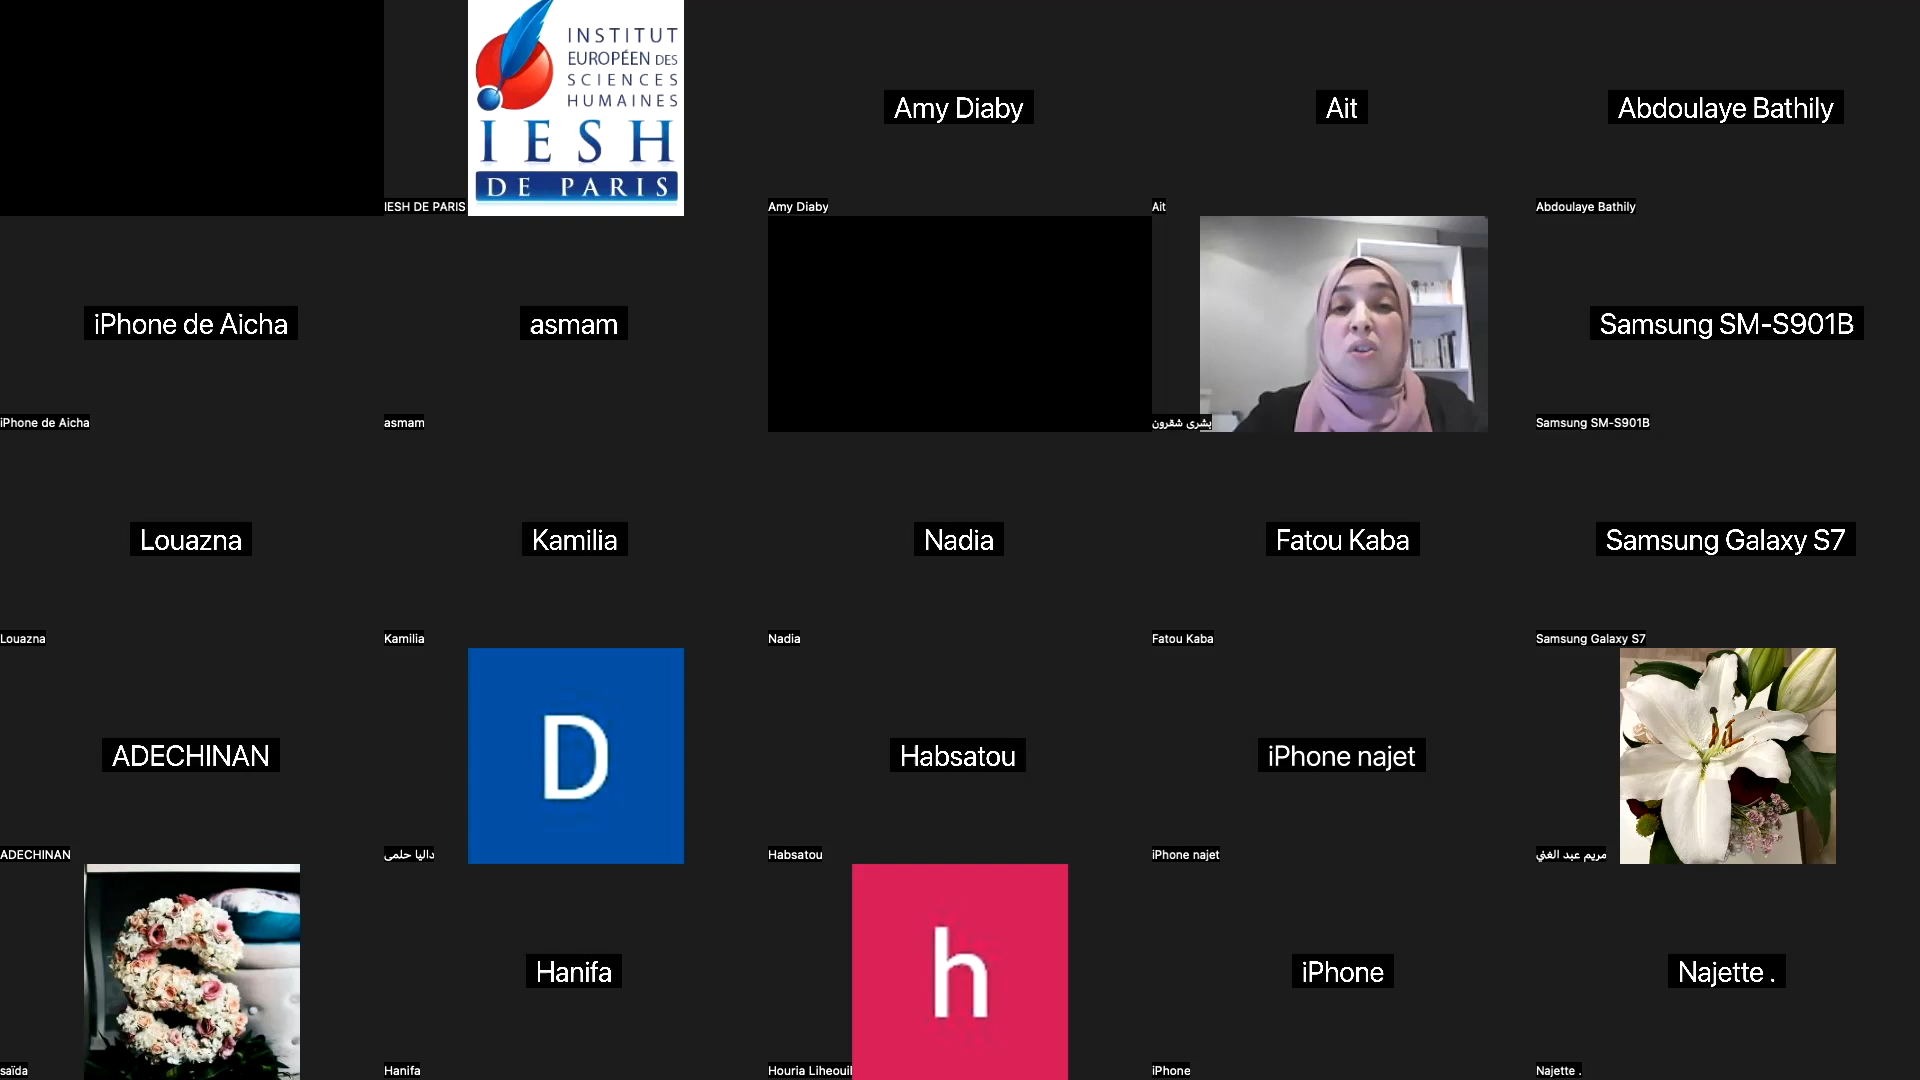 INSTITUT
EUROPÉEN DES
SCIENCES
HUMAINES
IESH
DE PARIS
IESH DE PARIS
Amy Diaby
Amy Diaby
Ait
Ait
Abdoulaye Bathily
Abdoulaye Bathily
iPhone de Aicha
iPhone de Aicha
asmam
asmam
بشرى شقرون
Samsung SM-S901B
Samsung SM-S901B
Louazna
Louazna
Kamilia
Kamilia
Nadia
Nadia
Fatou Kaba
Fatou Kaba
Samsung Galaxy S7
Samsung Galaxy S7
ADECHINAN
ADECHINAN
D
داليا حلمى
Habsatou
Habsatou
iPhone najet
iPhone najet
مريم عبد الغني
S
saïda
Hanifa
Hanifa
h
Houria Liheouil
iPhone
iPhone
Najette .
Najette .